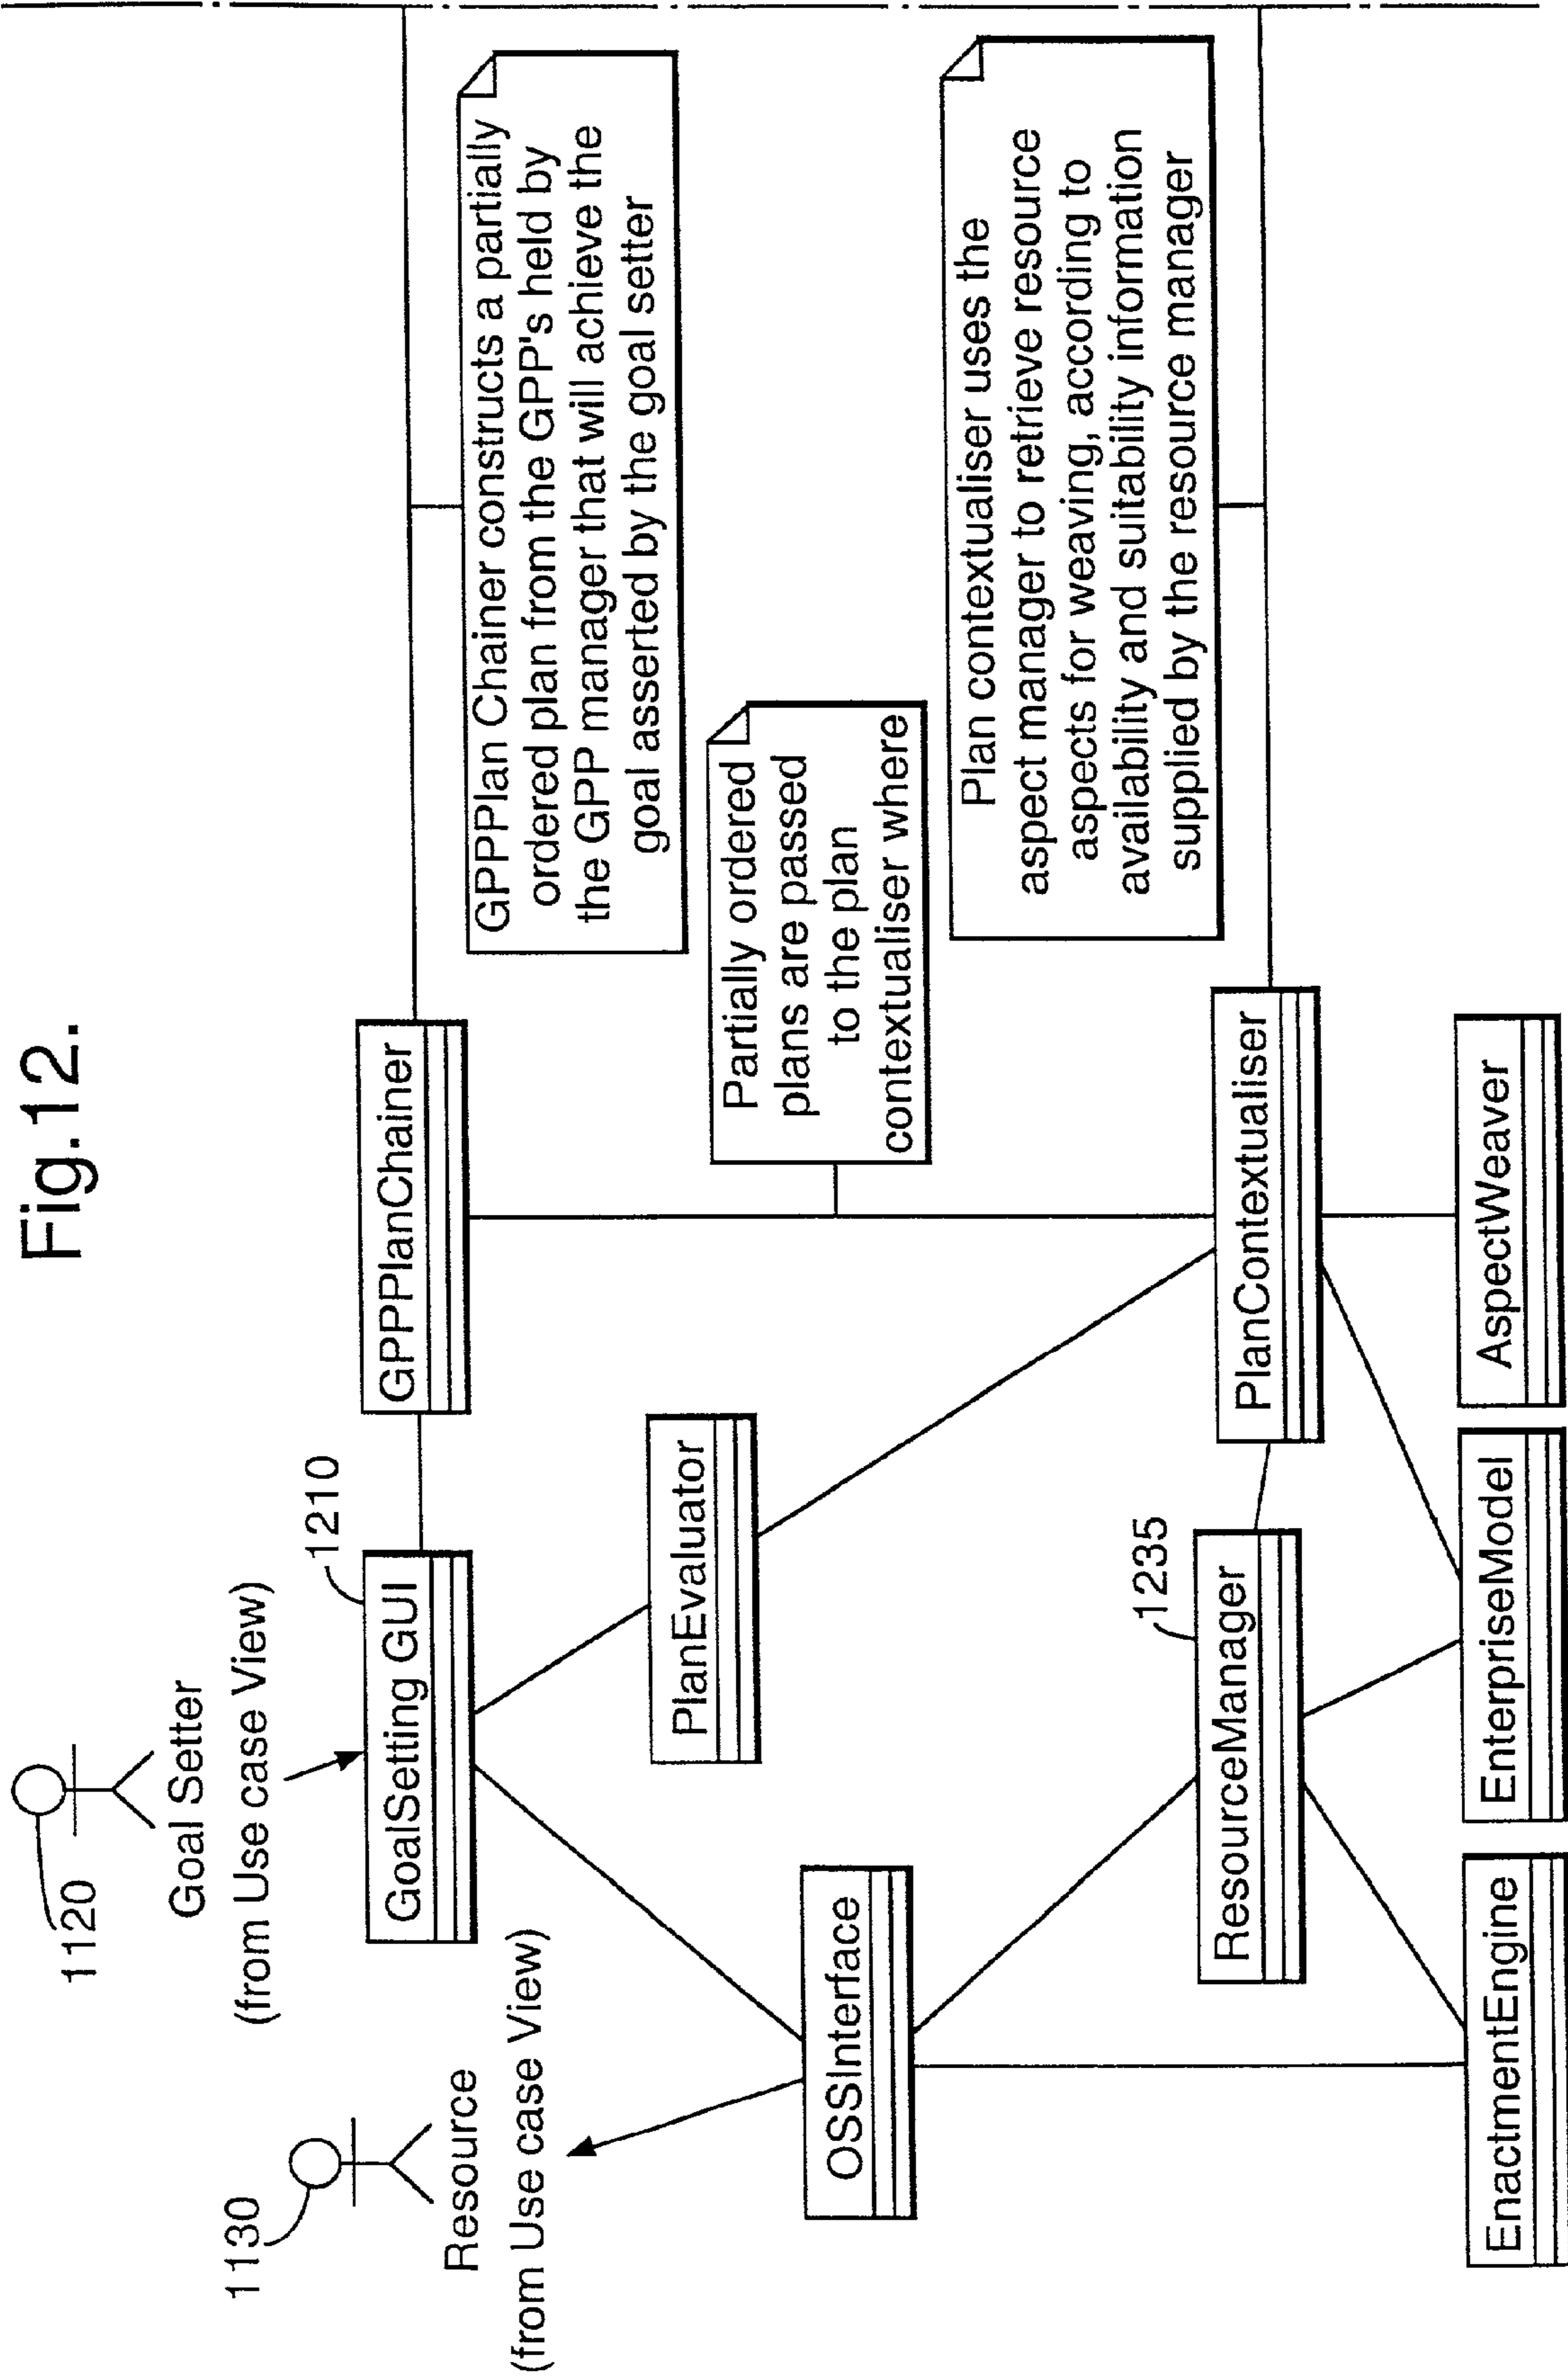 Fig.12.
1120
Goal Setter
(from Use case View)
1130
Resource
(from Use case View)
GoalSetting GUI
1210
GPPPlanChainer
GPPPlan Chainer constructs a partially
ordered plan from the GPP's held by
the GPP manager that will achieve the
goal asserted by the goal setter
PlanEvaluator
Partially ordered
plans are passed
to the plan
contextualiser where
OSSInterface
Plan contextualiser uses the
aspect manager to retrieve resource
aspects for weaving, according to
availability and suitability information
supplied by the resource manager
ResourceManager
1235
PlanContextualiser
EnactmentEngine
EnterpriseModel
AspectWeaver